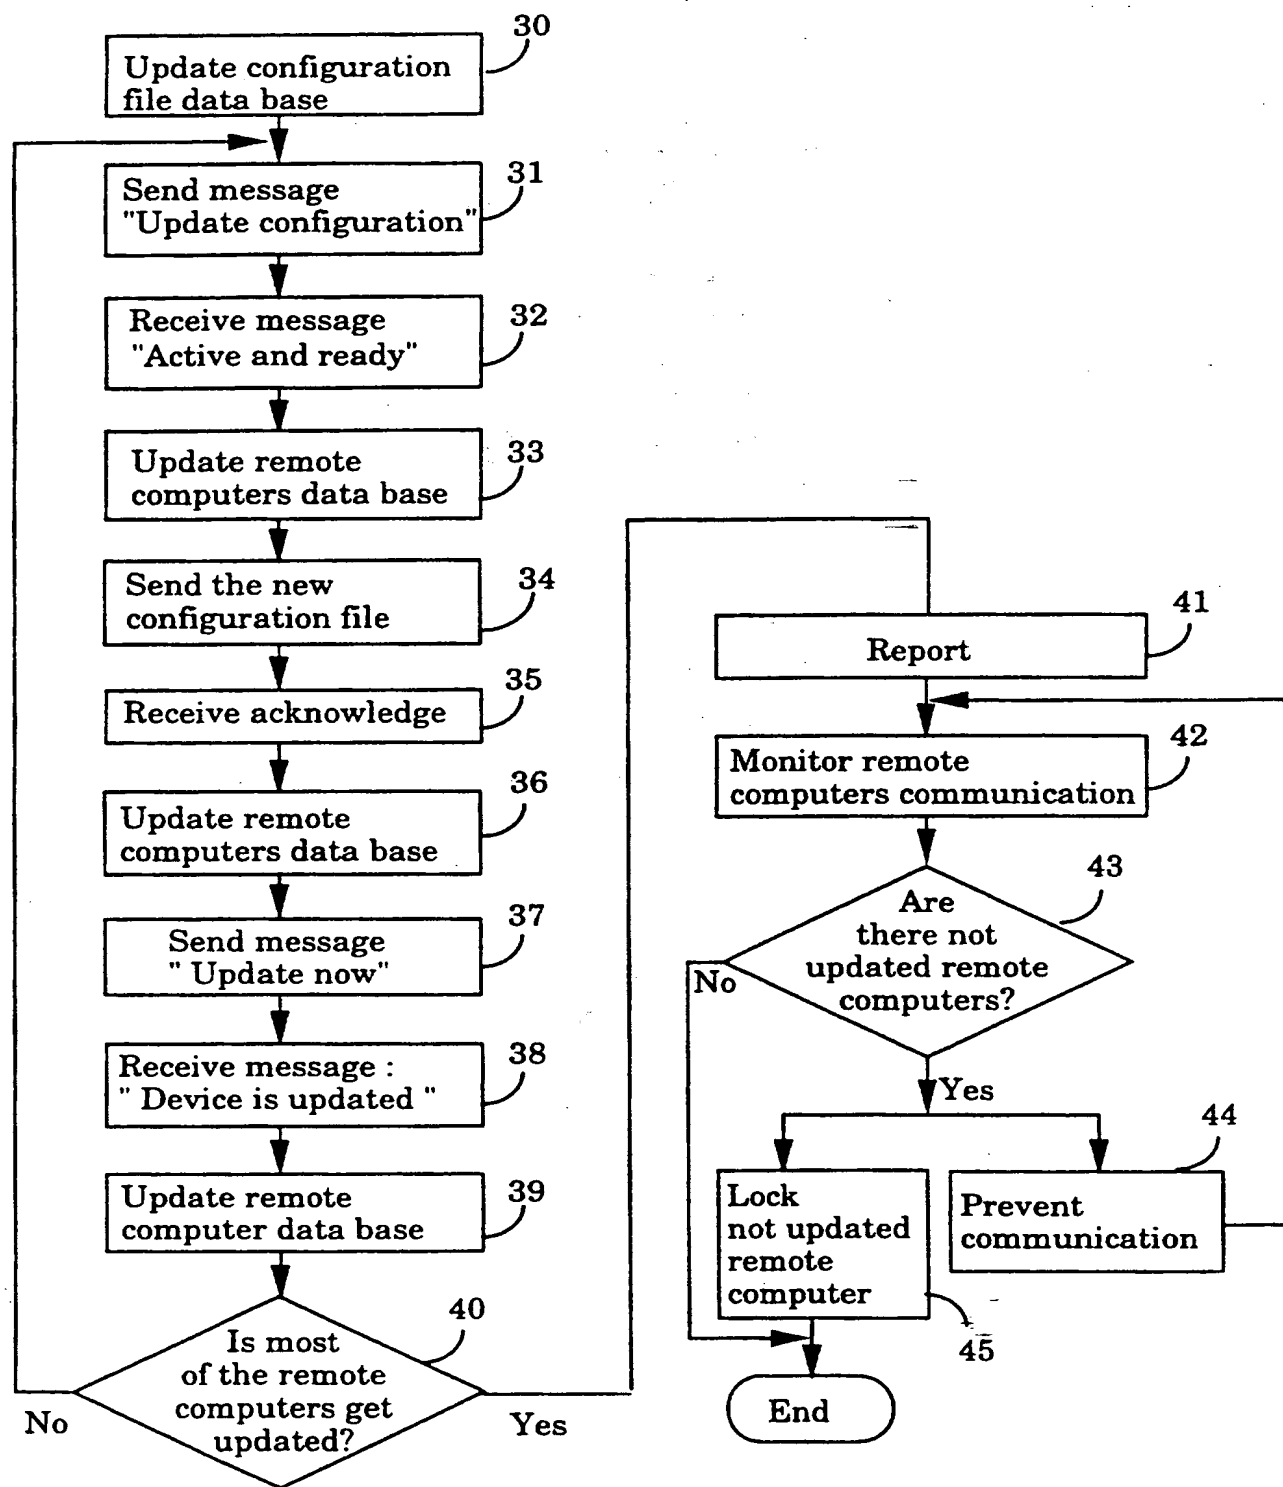 30
Update configuration
file data base
31
Send message
"Update configuration"
32
Receive message
"Active and ready"
33
Update remote
computers data base
34
Send the new
configuration file
35
Receive acknowledge
36
Update remote
computers data base
37
Send message
" Update now"
38
Receive message :
" Device is updated "
39
Update remote
computer data base
40
Is most
of the remote
computers get
updated?
No
Yes
41
Report
42
Monitor remote
computers communication
43
Are
there not
updated remote
computers?
No
Yes
44
Prevent
communication
Lock
not updated
remote
computer
45
End